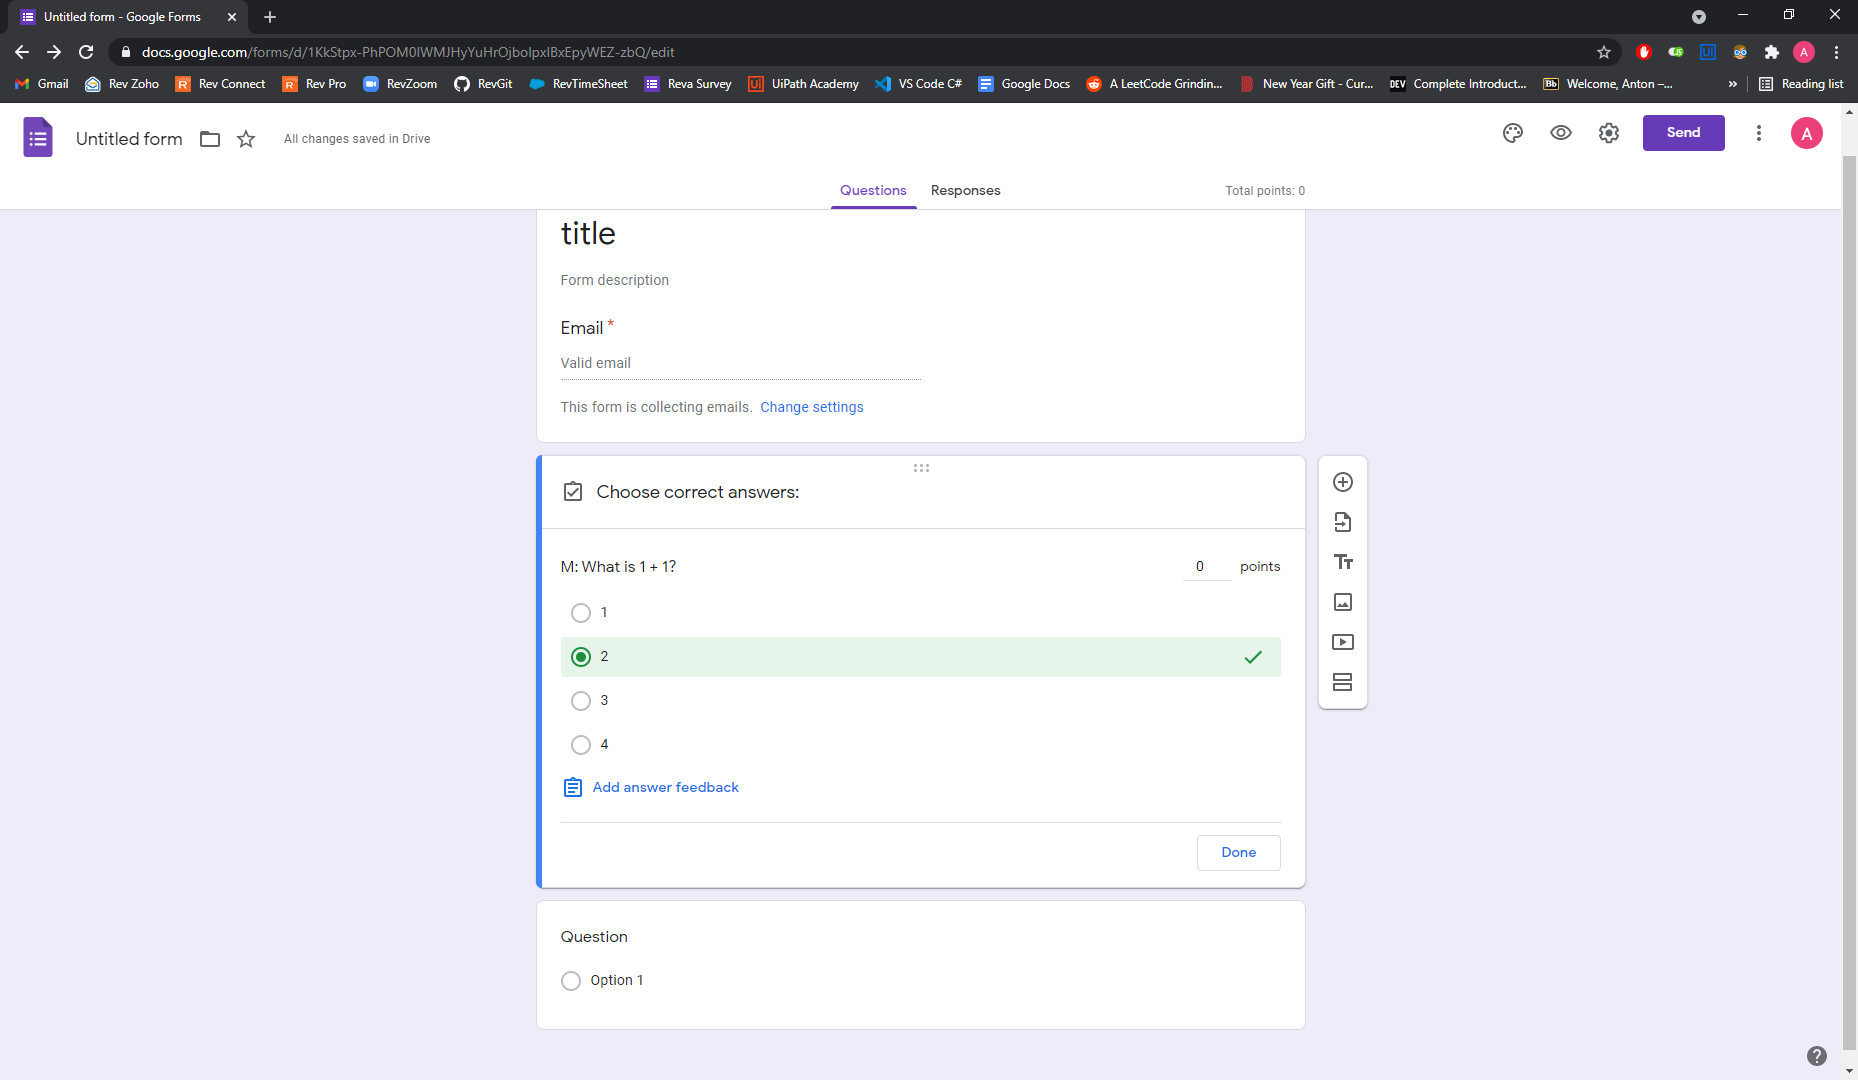 Untitled form - Google Forms
docs.google.com/forms/d/1KkStpx-PhPOM0lWMJHyYuHrOjboIpxlBxEpyWEZ-zbQ/edit
A
Gmail Rev Zoho Rev Connect Rev Pro RevZoom RevGit RevTimeSheet Reva Survey UiPath Academy VS Code C# Google Docs A LeetCode Grindin... New Year Gift - Cur... Complete Introduct... Welcome, Anton –... » Reading list
Untitled form All changes saved in Drive Send A
Questions Responses Total points: 0
title
Form description
Email *
Valid email
This form is collecting emails. Change settings
Choose correct answers:
M: What is 1 + 1? 0 points
1
2
3
4
Add answer feedback
Done
Question
Option 1